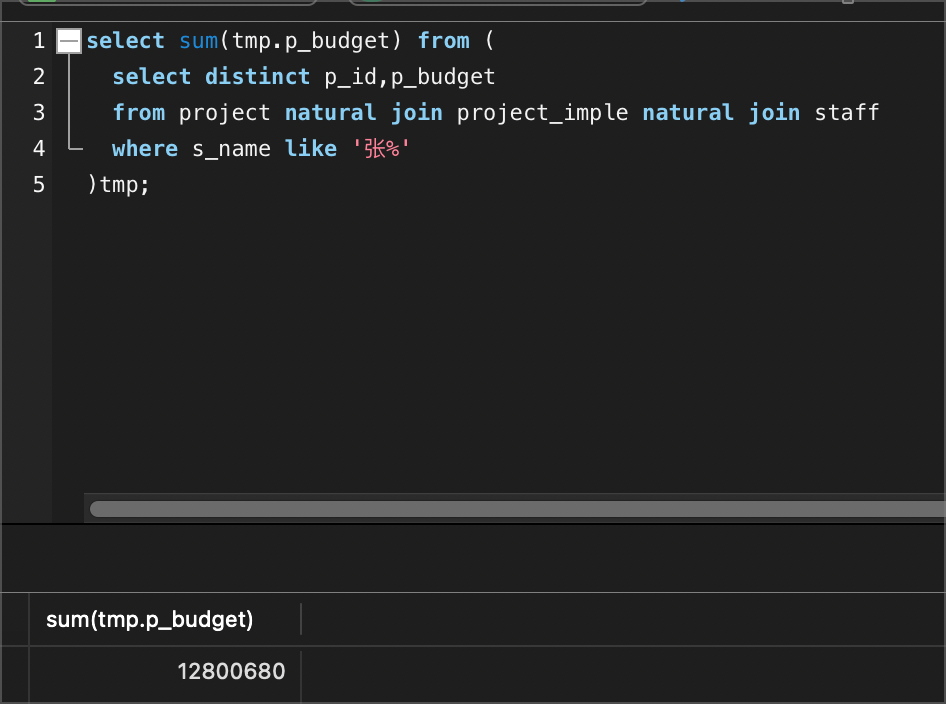 1 select sum(tmp.p_budget) from (
2 select distinct p_id,p_budget
3 from project natural join project_imple natural join staff
4 where s_name like '张%'
5 )tmp;
sum(tmp.p_budget)
12800680